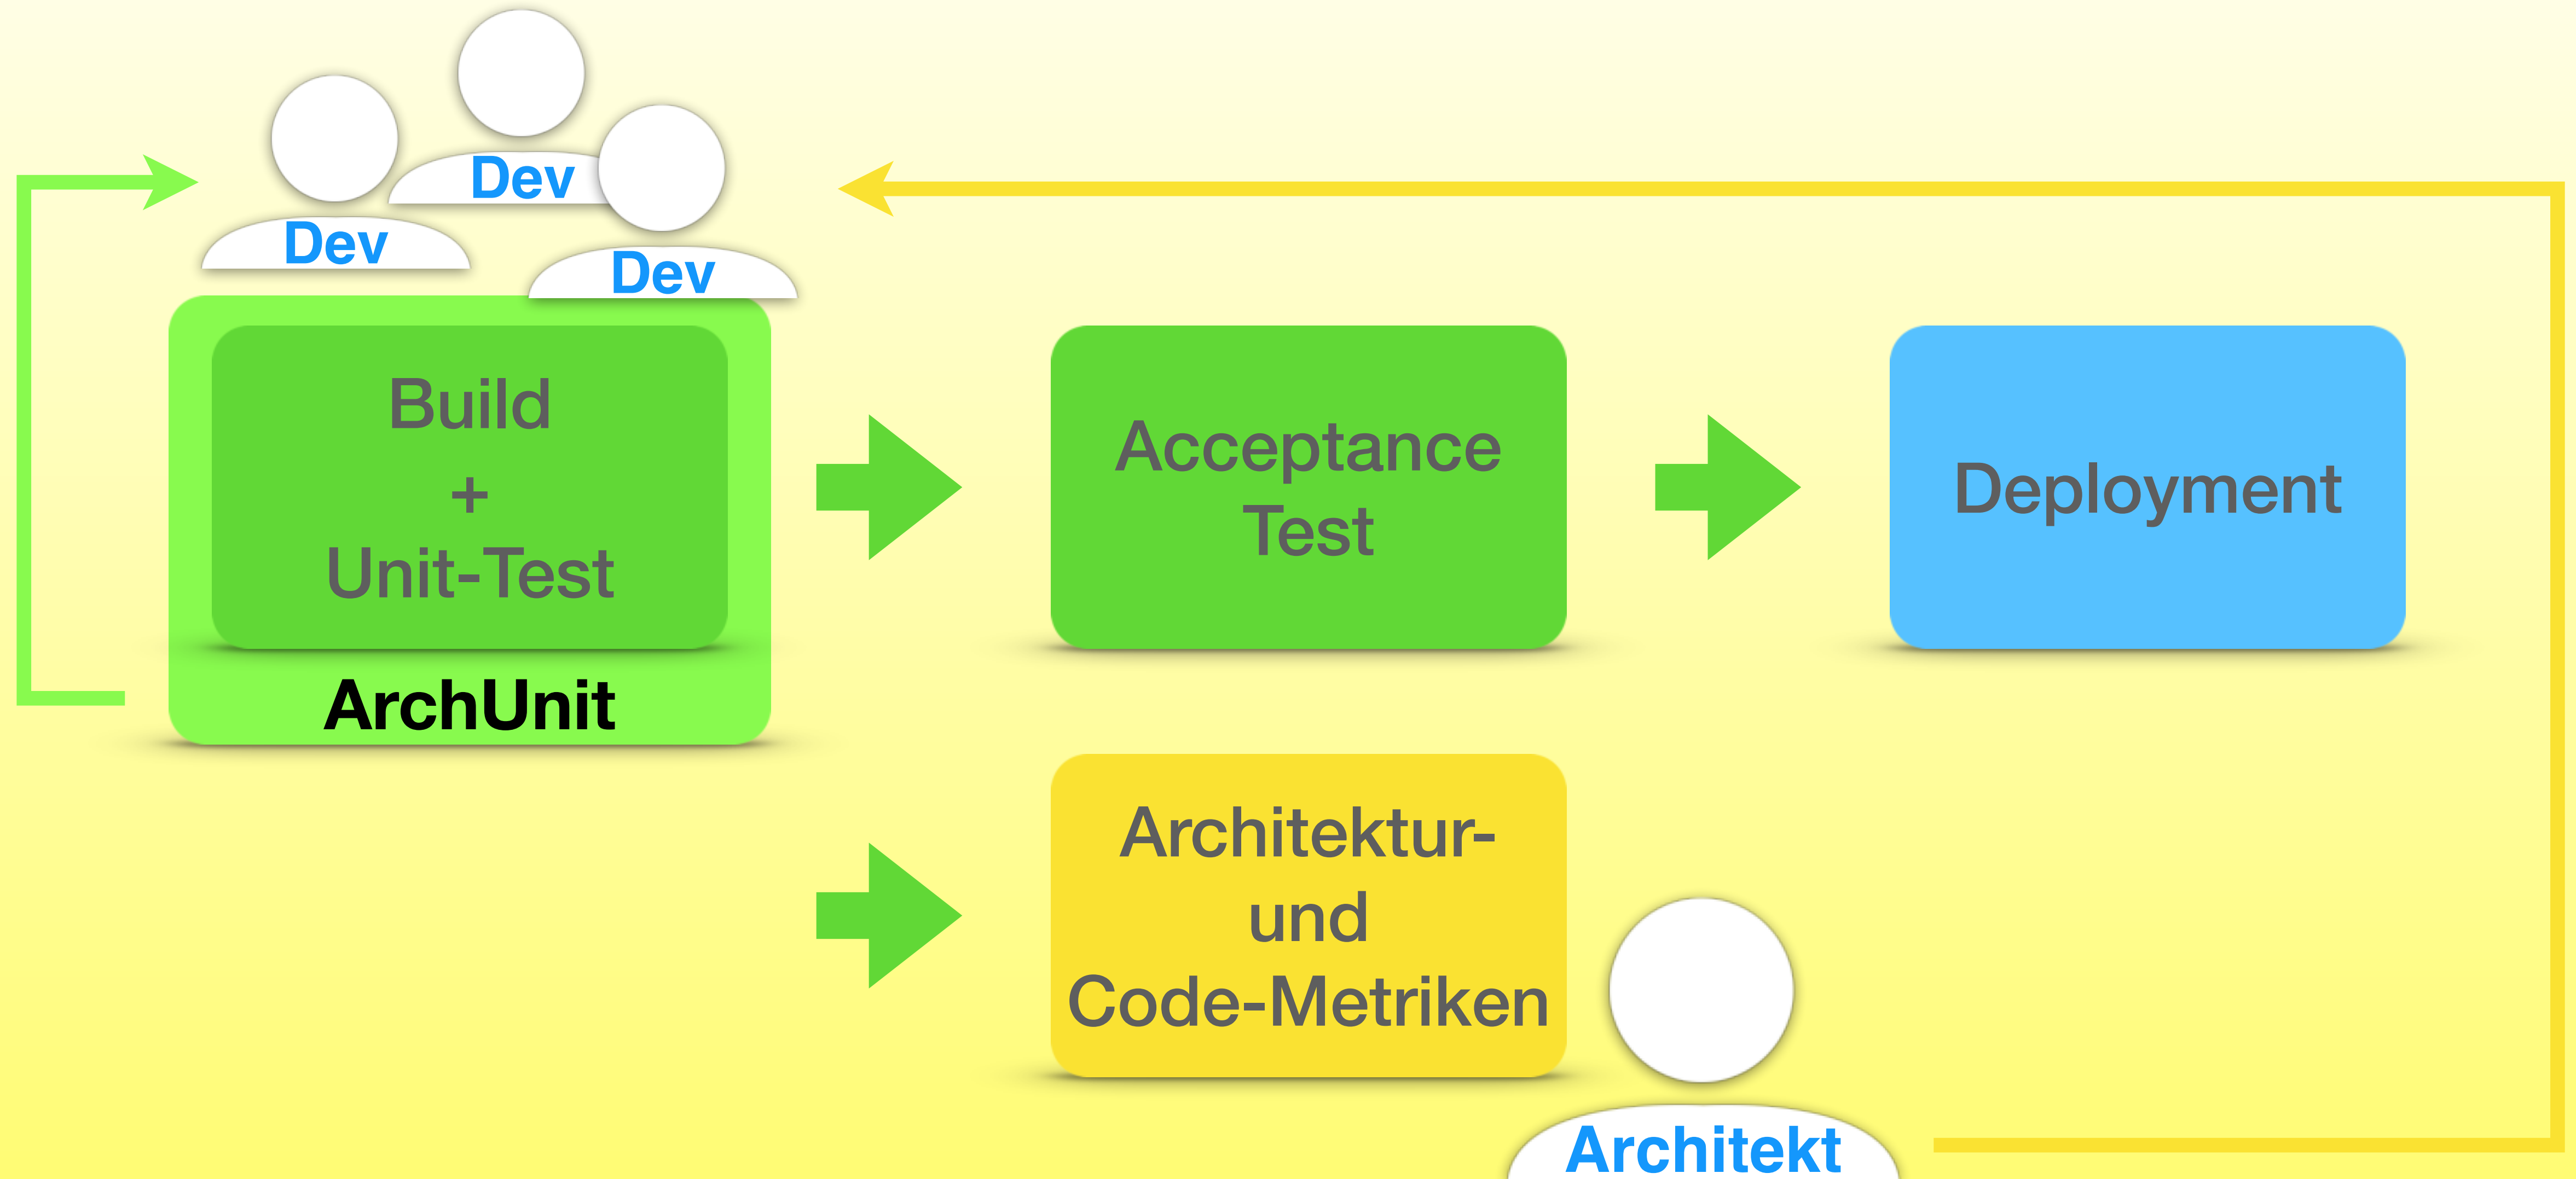 Dev
Dev
Dev
Build
+
Unit-Test
ArchUnit
Acceptance
Test
Deployment
Architektur-
und
Code-Metriken
Architekt